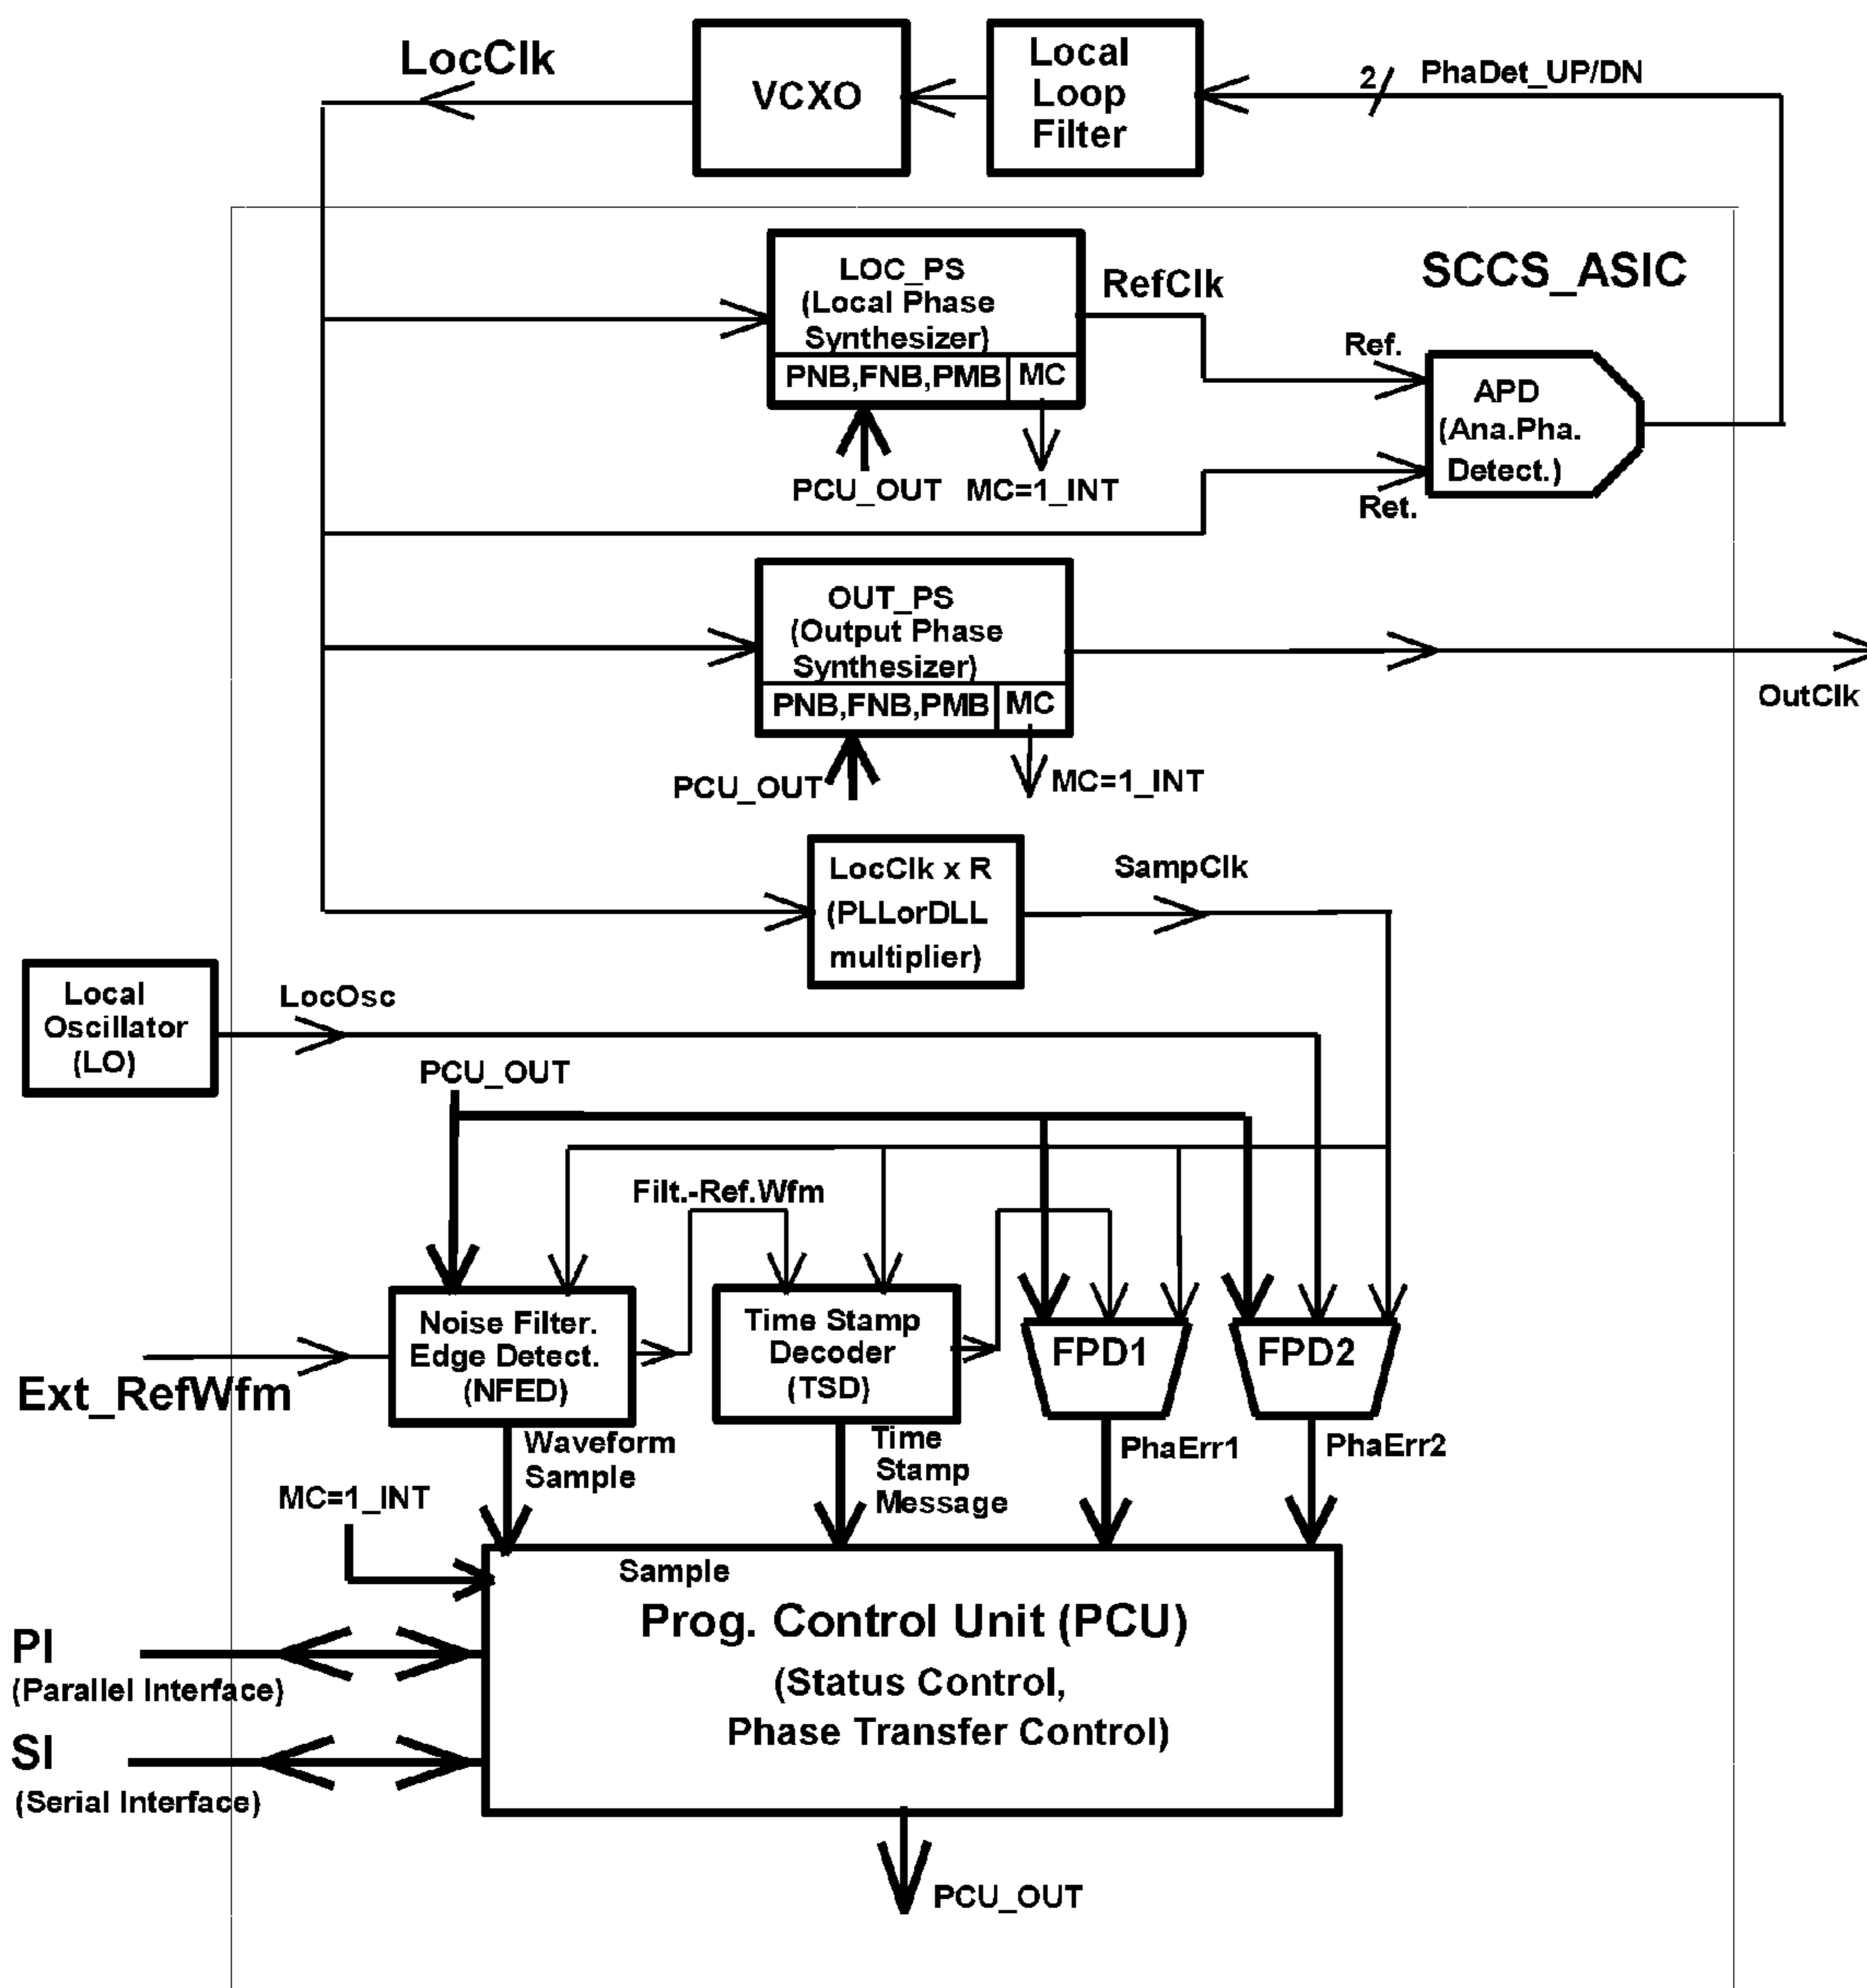 LocClk
VCXO
Local
Loop
Filter
2
PhaDet_UP/DN
SCCS_ASIC
LOC_PS
(Local Phase
Synthesizer)
PNB,FNB,PMB
MC
RefClk
Ref.
APD
(Ana.Pha.
Detect.)
Ret.
PCU_OUT
MC=1_INT
OUT_PS
(Output Phase
Synthesizer)
PNB,FNB,PMB
MC
OutClk
PCU_OUT
MC=1_INT
LocClk x R
(PLLorDLL
multiplier)
SampClk
Local
Oscillator
(LO)
LocOsc
PCU_OUT
Filt.-Ref.Wfm
Noise Filter.
Edge Detect.
(NFED)
Time Stamp
Decoder
(TSD)
FPD1
FPD2
Ext_RefWfm
Waveform
Sample
Time
Stamp
Message
PhaErr1
PhaErr2
MC=1_INT
Sample
Prog. Control Unit (PCU)
(Status Control,
Phase Transfer Control)
PI
(Parallel Interface)
SI
(Serial Interface)
PCU_OUT